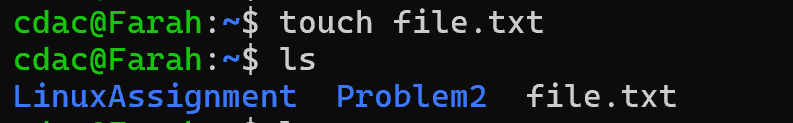 cdac@Farah:~$ touch file.txt
cdac@Farah:~$ ls
LinuxAssignment  Problem2  file.txt